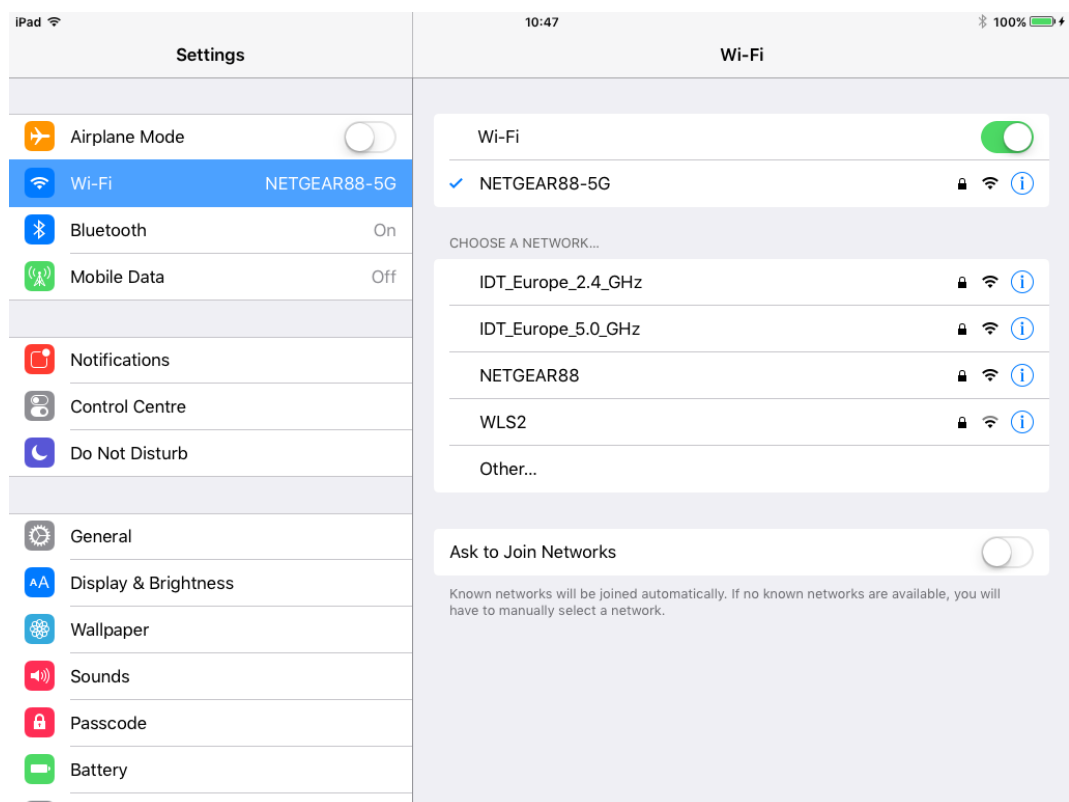 iPad 10:47 100%
Settings
Wi-Fi
Airplane Mode
Wi-Fi NETGEAR88-5G
Bluetooth On
Mobile Data Off
Notifications
Control Centre
Do Not Disturb
General
AA Display & Brightness
Wallpaper
Sounds
Passcode
Battery
Wi-Fi
NETGEAR88-5G
CHOOSE A NETWORK...
IDT_Europe_2.4_GHz
IDT_Europe_5.0_GHz
NETGEAR88
WLS2
Other...
Ask to Join Networks
Known networks will be joined automatically. If no known networks are available, you will
have to manually select a network.